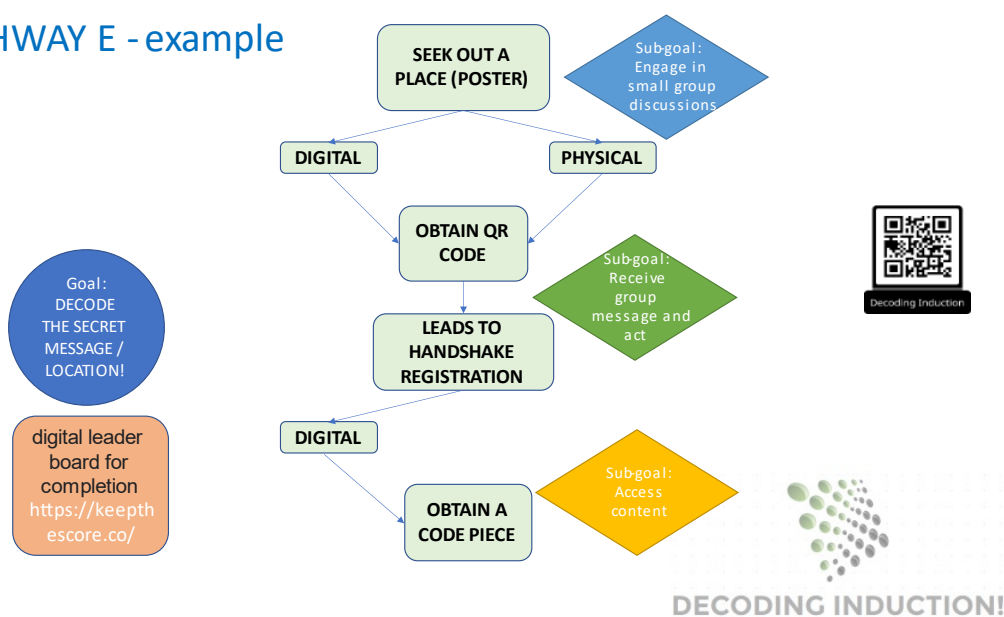 HWAY E - example
SEEK OUT A
PLACE (POSTER)
Sub-goal:
Engage in
small group
discussions
DIGITAL
PHYSICAL
OBTAIN QR
CODE
Goal:
DECODE
THE SECRET
MESSAGE /
LOCATION!
Sub-goal:
Receive
group
message and
act
Decoding Induction
LEADS TO
HANDSHAKE
REGISTRATION
digital leader
board for
completion
https://keepth
escore.co/
DIGITAL
Sub-goal:
Access
content
OBTAIN A
CODE PIECE
DECODING INDUCTION!